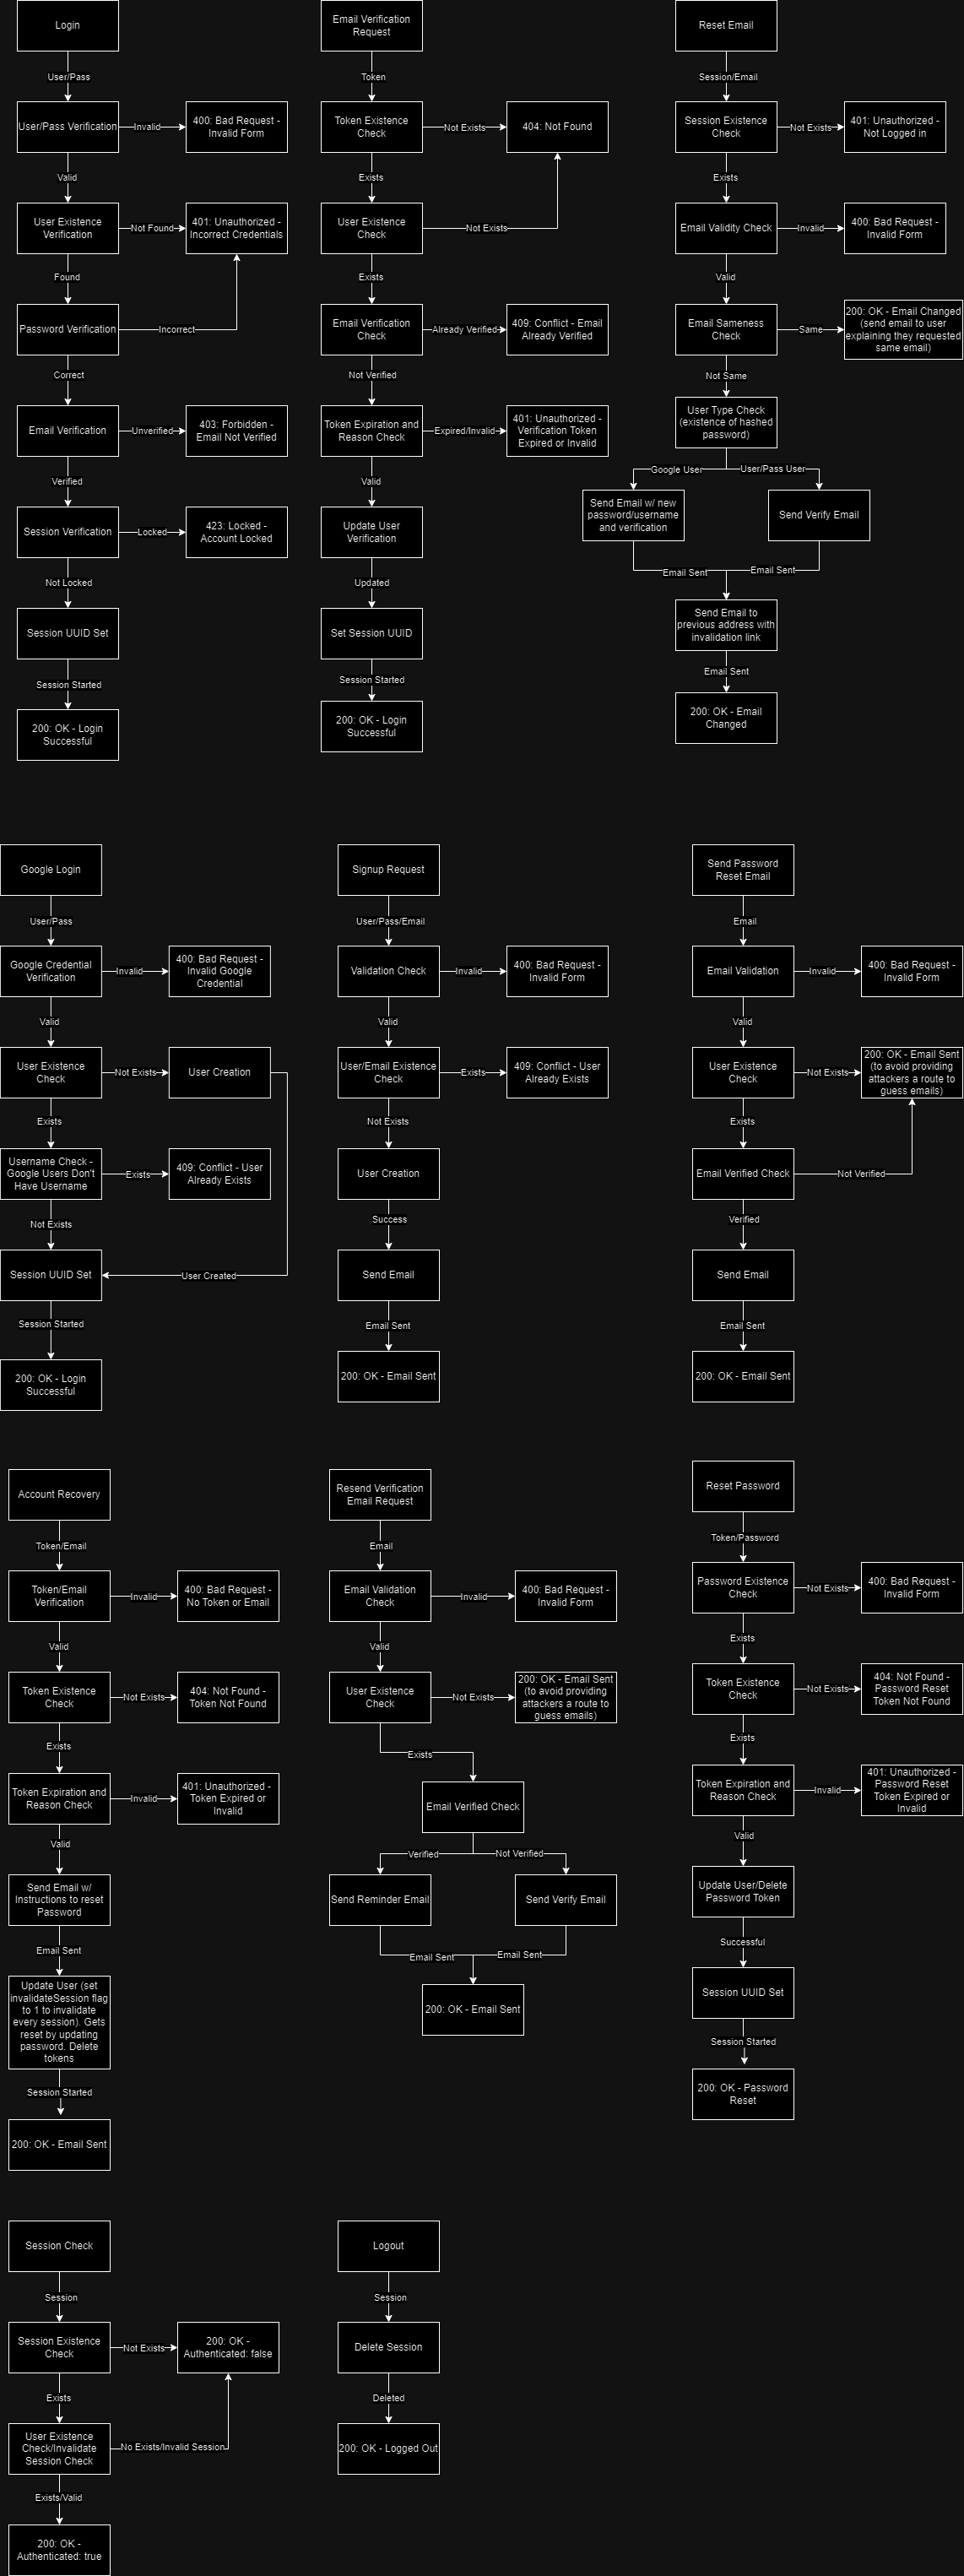 Login
User/Pass
User/Pass Verification
Invalid
400: Bad Request -
Invalid Form
Valid
User Existence
Verification
Not Found
401: Unauthorized -
Incorrect Credentials
Found
Password Verification
Incorrect
Correct
Email Verification
Unverified
403: Forbidden -
Email Not Verified
Verified
Session Verification
Locked
423: Locked -
Account Locked
Not Locked
Session UUID Set
Session Started
200: OK - Login
Successful
Email Verification
Request
Token
Token Existence
Check
Not Exists
404: Not Found
Exists
User Existence
Check
Not Exists
Exists
Email Verification
Check
Already Verified
409: Conflict - Email
Already Verified
Not Verified
Token Expiration and
Reason Check
Expired/Invalid
401: Unauthorized -
Verification Token
Expired or Invalid
Valid
Update User
Verification
Updated
Set Session UUID
Session Started
200: OK - Login
Successful
Reset Email
Session/Email
Session Existence
Check
Not Exists
401: Unauthorized -
Not Logged in
Exists
Email Validity Check
Invalid
400: Bad Request -
Invalid Form
Valid
Email Sameness
Check
Same
200: OK - Email Changed
(send email to user
explaining they requested
same email)
Not Same
User Type Check
(existence of hashed
password)
Google User
User/Pass User
Send Email w/ new
password/username
and verification
Send Verify Email
Email Sent
Email Sent
Send Email to
previous address with
invalidation link
Email Sent
200: OK - Email
Changed
Google Login
User/Pass
Google Credential
Verification
Invalid
400: Bad Request -
Invalid Google
Credential
Valid
User Existence
Check
Not Exists
User Creation
Exists
Username Check -
Google Users Don't
Have Username
Exists
409: Conflict - User
Already Exists
Not Exists
Session UUID Set
User Created
Session Started
200: OK - Login
Successful
Signup Request
User/Pass/Email
Validation Check
Invalid
400: Bad Request -
Invalid Form
Valid
User/Email Existence
Check
Exists
409: Conflict - User
Already Exists
Not Exists
User Creation
Success
Send Email
Email Sent
200: OK - Email Sent
Send Password
Reset Email
Email
Email Validation
Invalid
400: Bad Request -
Invalid Form
Valid
User Existence
Check
Not Exists
200: OK - Email Sent
(to avoid providing
attackers a route to
guess emails)
Exists
Email Verified Check
Not Verified
Verified
Send Email
Email Sent
200: OK - Email Sent
Account Recovery
Token/Email
Token/Email
Verification
Invalid
400: Bad Request -
No Token or Email
Valid
Token Existence
Check
Not Exists
404: Not Found -
Token Not Found
Exists
Token Expiration and
Reason Check
Invalid
401: Unauthorized -
Token Expired or
Invalid
Valid
Send Email w/
Instructions to reset
Password
Email Sent
Update User (set
invalidateSession flag
to 1 to invalidate
every session). Gets
reset by updating
password. Delete
tokens
Session Started
200: OK - Email Sent
Resend Verification
Email Request
Email
Email Validation
Check
Invalid
400: Bad Request -
Invalid Form
Valid
User Existence
Check
Not Exists
200: OK - Email Sent
(to avoid providing
attackers a route to
guess emails)
Exists
Email Verified Check
Verified
Not Verified
Send Reminder Email
Send Verify Email
Email Sent
Email Sent
200: OK - Email Sent
Reset Password
Token/Password
Password Existence
Check
Not Exists
400: Bad Request -
Invalid Form
Exists
Token Existence
Check
Not Exists
404: Not Found -
Password Reset
Token Not Found
Exists
Token Expiration and
Reason Check
Invalid
401: Unauthorized -
Password Reset
Token Expired or
Invalid
Valid
Update User/Delete
Password Token
Successful
Session UUID Set
Session Started
200: OK - Password
Reset
Session Check
Session
Session Existence
Check
Not Exists
200: OK -
Authenticated: false
Exists
User Existence
Check/Invalidate
Session Check
No Exists/Invalid Session
Exists/Valid
200: OK -
Authenticated: true
Logout
Session
Delete Session
Deleted
200: OK - Logged Out